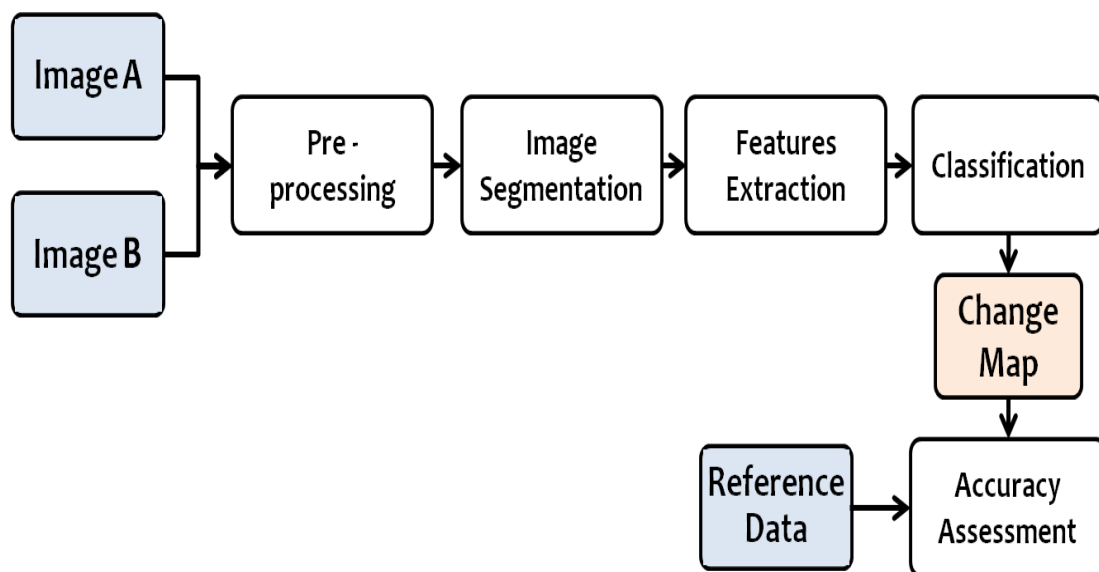 Image A
Image B
Pre -
processing
Image
Segmentation
Features
Extraction
Classification
Change
Map
Reference
Data
Accuracy
Assessment